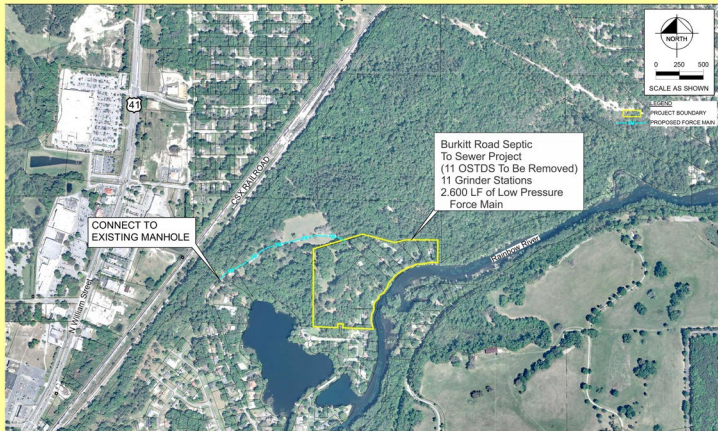 NORTH
0 250 500
SCALE AS SHOWN
LEGEND
PROJECT BOUNDARY
PROPOSED FORCE MAIN
41
Burkitt Road Septic
To Sewer Project
(11 OSTDS To Be Removed)
11 Grinder Stations
2.600 LF of Low Pressure
Force Main
CSX RAILROAD
CONNECT TO
EXISTING MANHOLE
Rainbow River
N William Street